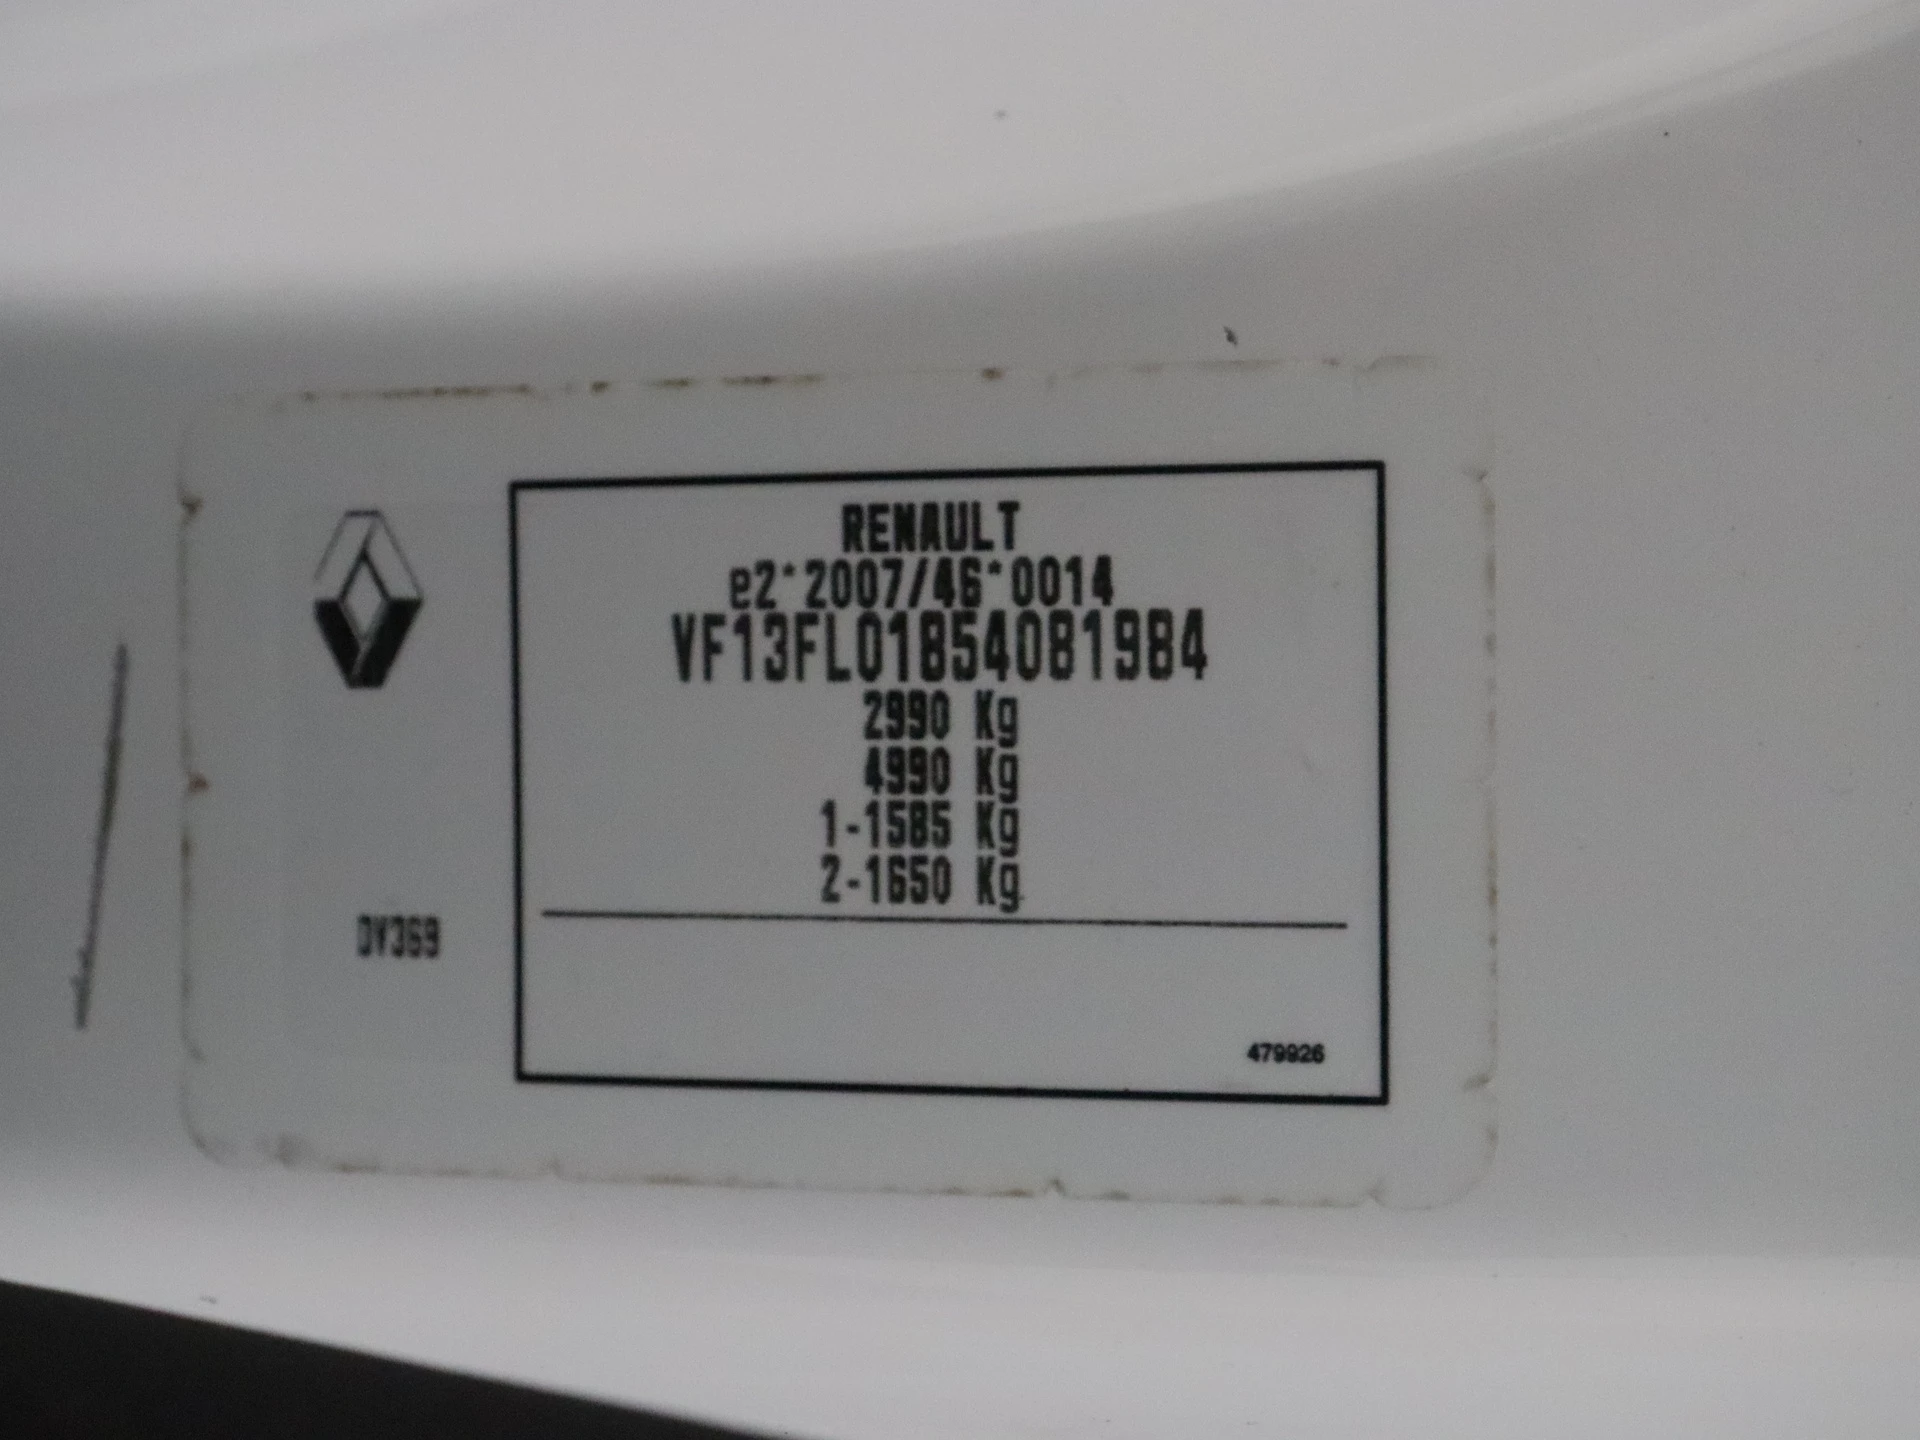 RENAULT
e2*2007/46*0014
VF13FL01854081984
2990 Kg
4990 Kg
1-1585 Kg
2-1650 Kg
DV369
479926